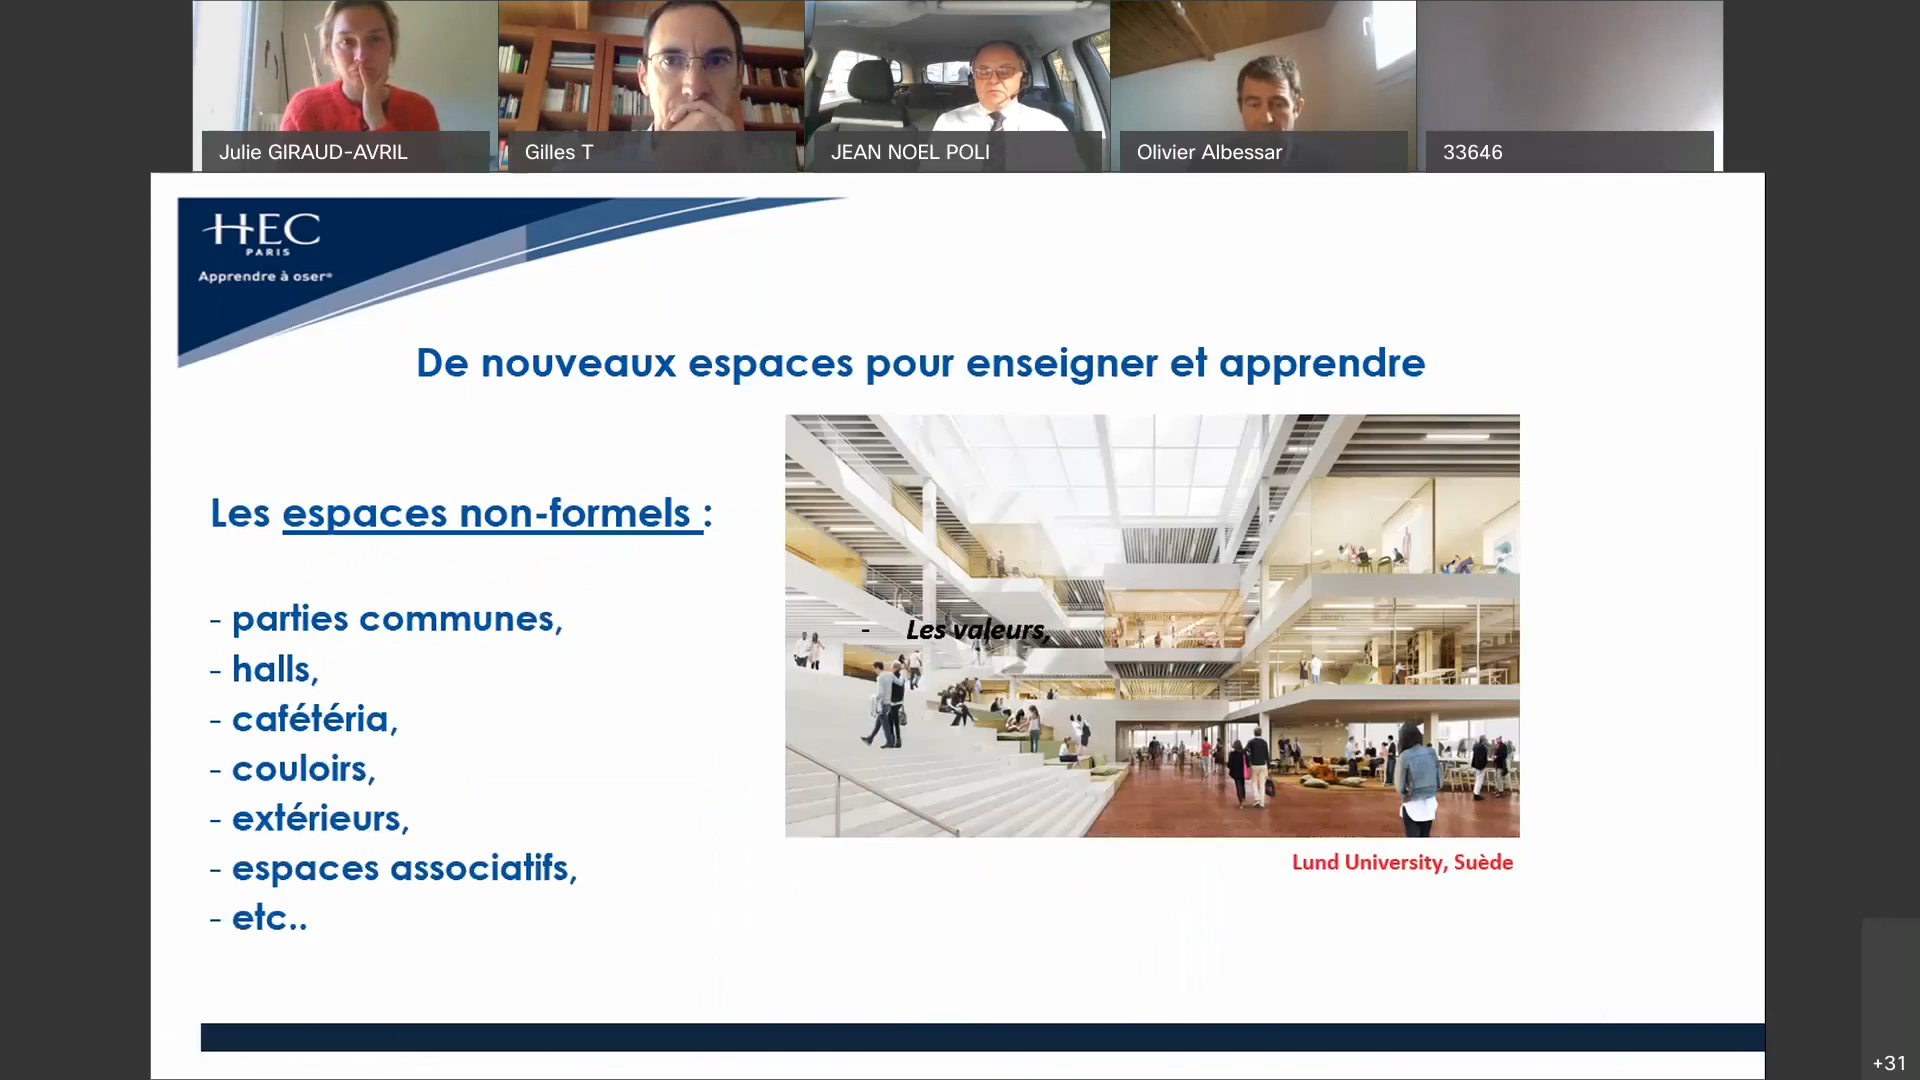 Julie GIRAUD-AVRIL
Gilles T
JEAN NOEL POLI
Olivier Albessar
33646
HEC
PARIS
Apprendre à oser®
De nouveaux espaces pour enseigner et apprendre
Les espaces non-formels :
- parties communes,
- halls,
- cafétéria,
- couloirs,
- extérieurs,
- espaces associatifs,
- etc..
- Les valeurs,
Lund University, Suède
+31